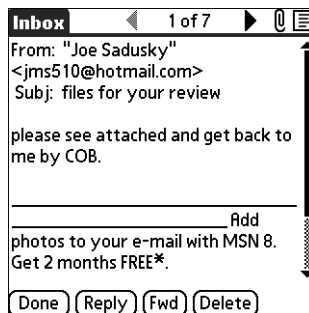 Inbox 1 of 7
From: "Joe Sadusky"
<jms510@hotmail.com>
Subj: files for your review
please see attached and get back to
me by COB.
Add
photos to your e-mail with MSN 8.
Get 2 months FREE*.
Done Reply Fwd Delete